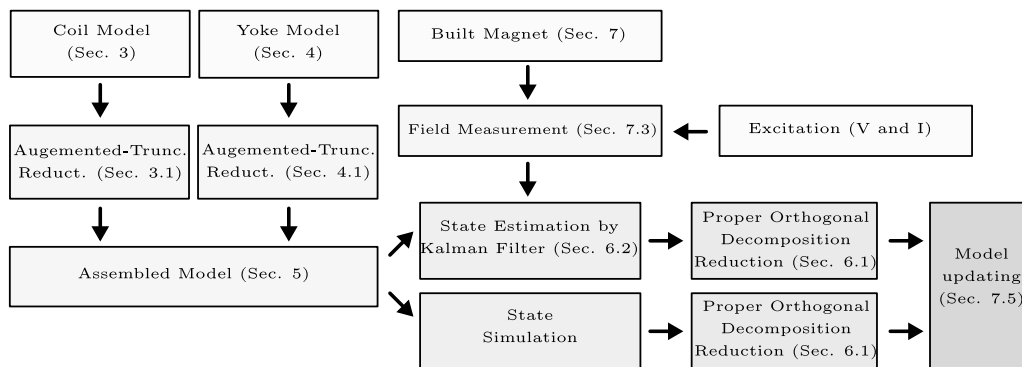 Coil Model
(Sec. 3)
Yoke Model
(Sec. 4)
Built Magnet (Sec. 7)
Augemented-Trunc.
Reduct. (Sec. 3.1)
Augemented-Trunc.
Reduct. (Sec. 4.1)
Field Measurement (Sec. 7.3)
Excitation (V and I)
Assembled Model (Sec. 5)
State Estimation by
Kalman Filter (Sec. 6.2)
Proper Orthogonal
Decomposition
Reduction (Sec. 6.1)
State
Simulation
Proper Orthogonal
Decomposition
Reduction (Sec. 6.1)
Model
updating
(Sec. 7.5)